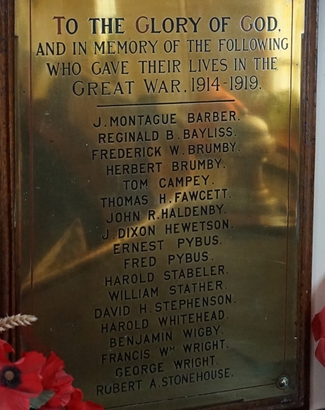 TO THE GLORY OF GOD,
AND IN MEMORY OF THE FOLLOWING
WHO GAVE THEIR LIVES IN THE
GREAT WAR. 1914-1919.
J. MONTAGUE BARBER.
REGINALD B. BAYLISS.
FREDERICK W. BRUMBY.
HERBERT BRUMBY.
TOM CAMPEY.
THOMAS H. FAWCETT.
JOHN R. HALDENBY.
J. DIXON HEWETSON.
ERNEST PYBUS.
FRED PYBUS.
HAROLD STABELER.
WILLIAM STATHER.
DAVID H. STEPHENSON.
HAROLD WHITEHEAD.
BENJAMIN WIGBY.
FRANCIS WM WRIGHT.
GEORGE WRIGHT.
ROBERT A. STONEHOUSE.